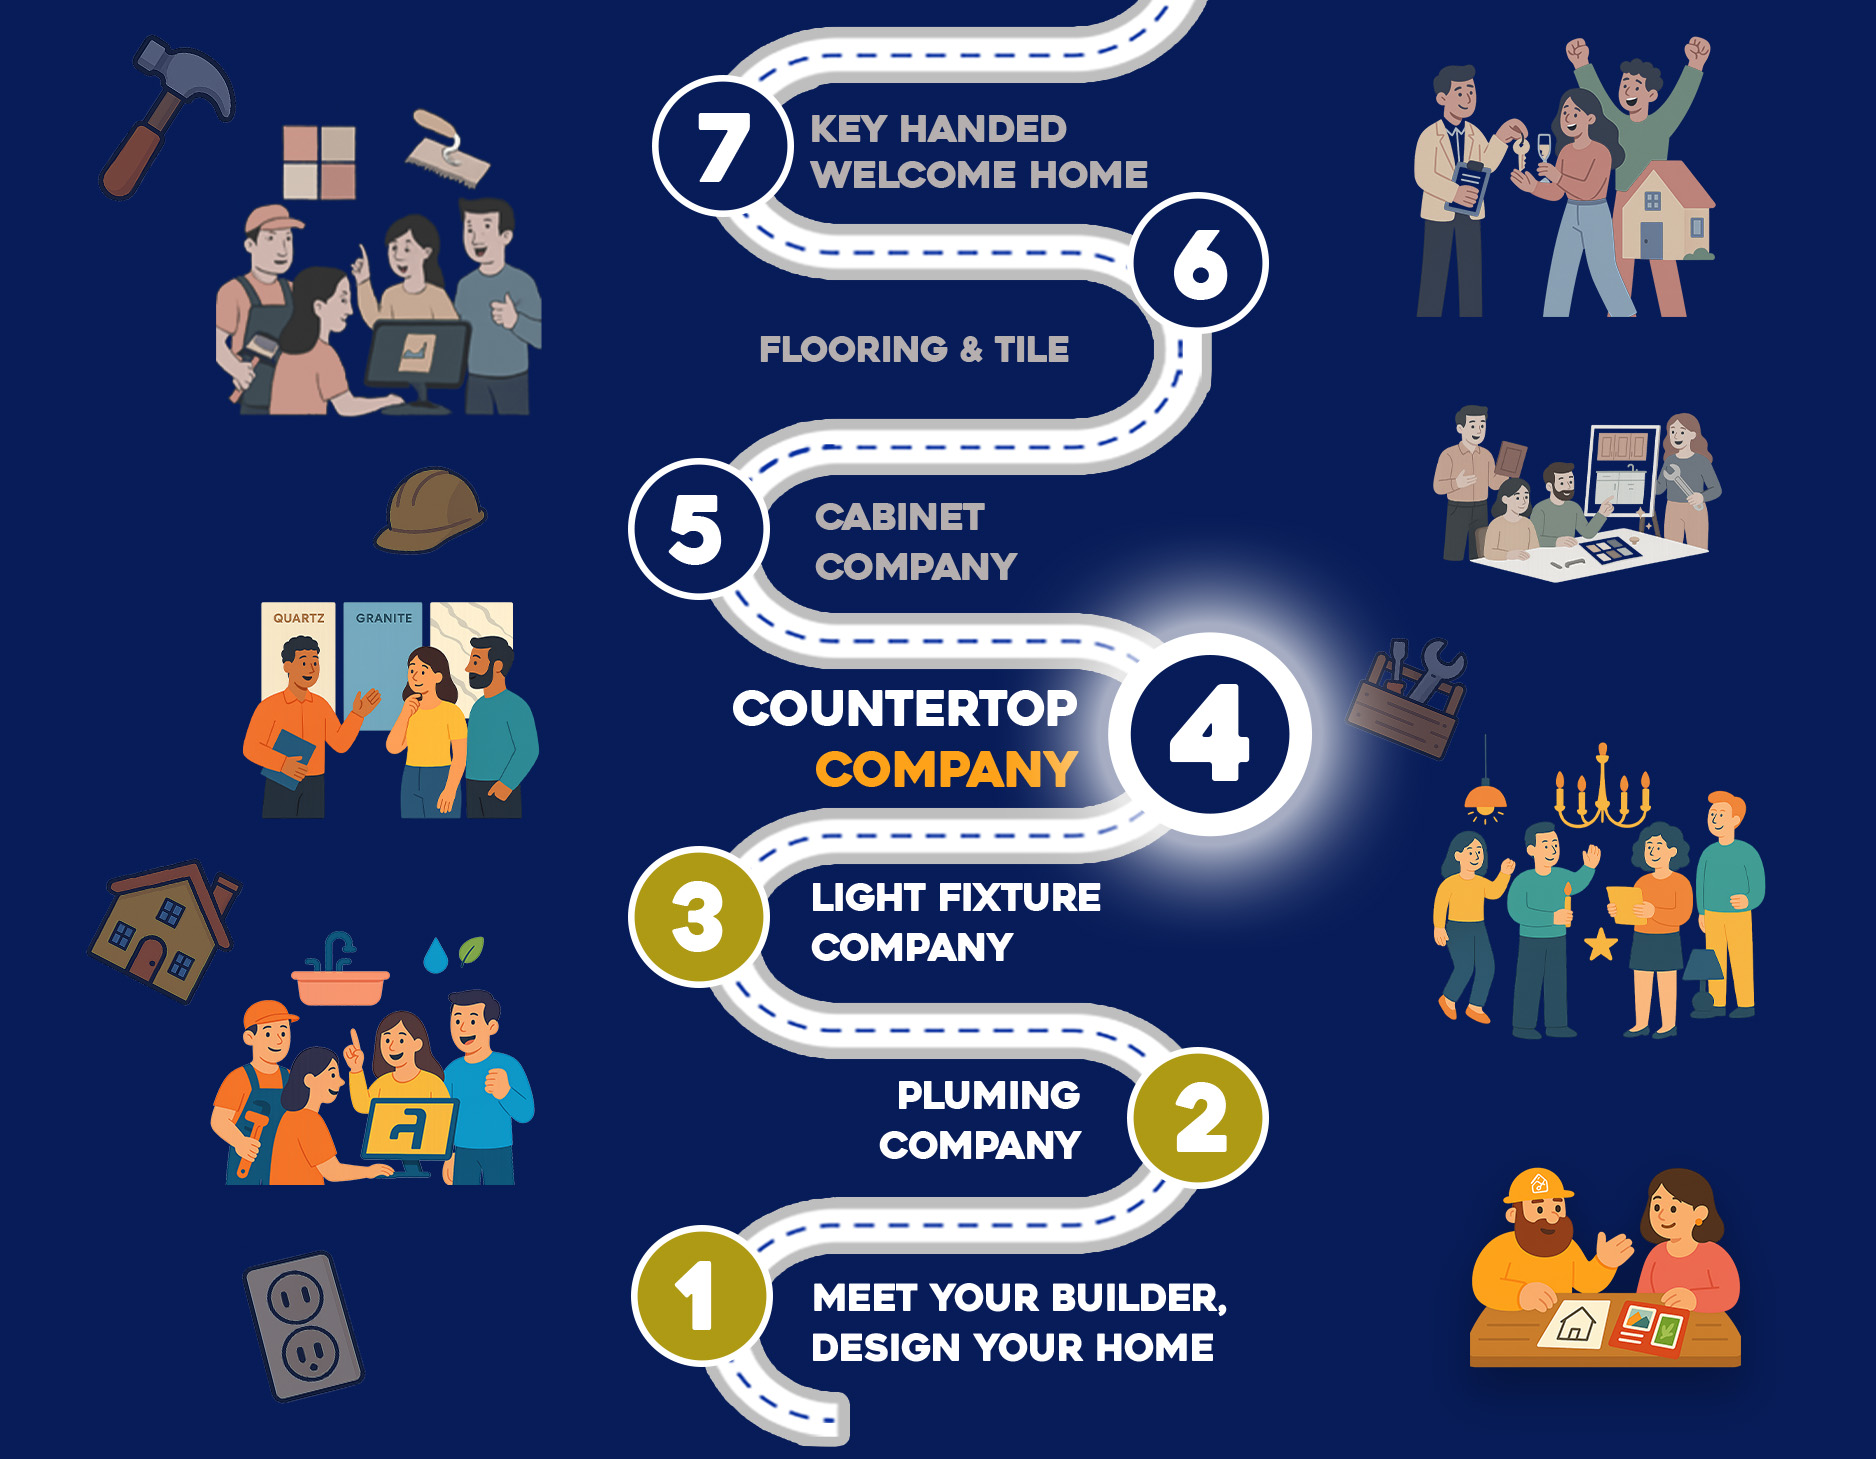 7
KEY HANDED
WELCOME HOME
6
FLOORING & TILE
5
CABINET
COMPANY
QUARTZ
GRANITE
COUNTERTOP
COMPANY
4
3
LIGHT FIXTURE
COMPANY
PLUMING
COMPANY
2
1
MEET YOUR BUILDER,
DESIGN YOUR HOME